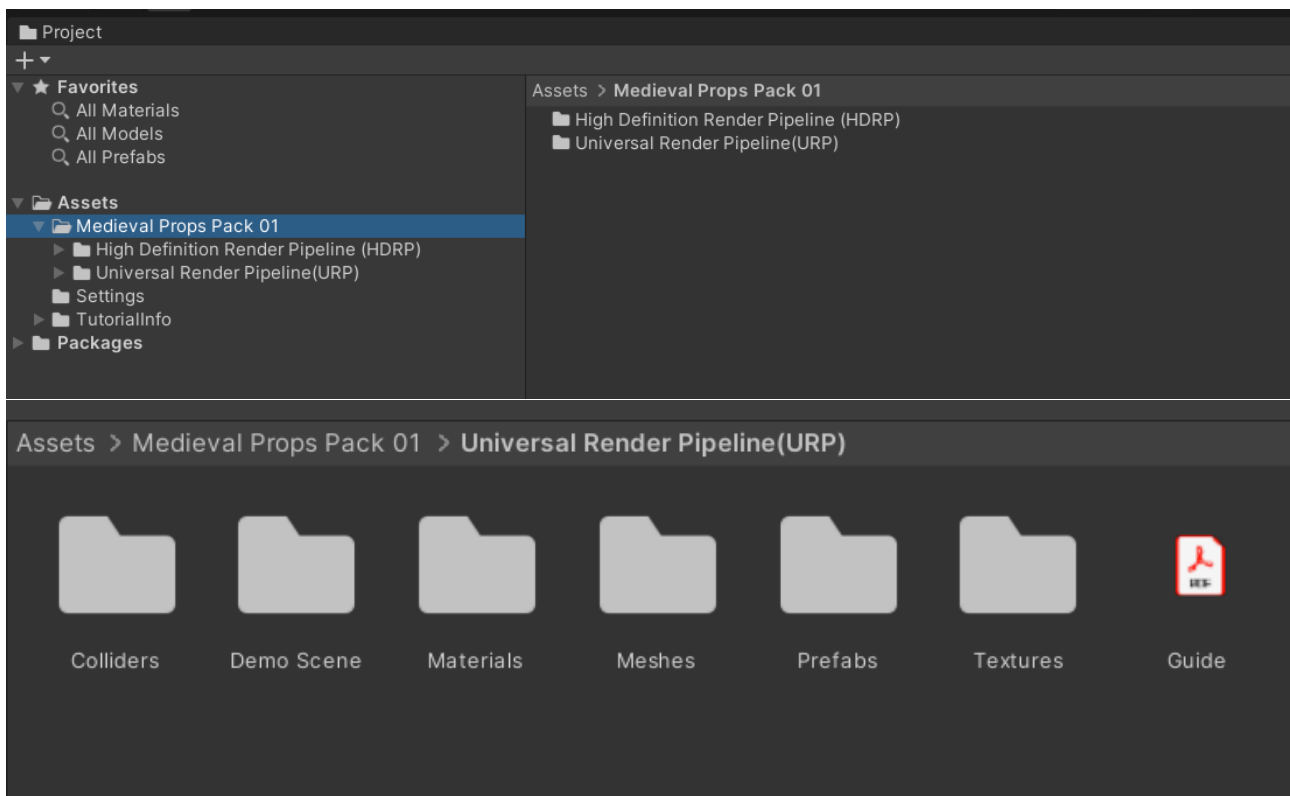 Project
Favorites
All Materials
All Models
All Prefabs
Assets
Medieval Props Pack 01
High Definition Render Pipeline (HDRP)
Universal Render Pipeline(URP)
Settings
TutorialInfo
Packages
Assets > Medieval Props Pack 01
High Definition Render Pipeline (HDRP)
Universal Render Pipeline(URP)
Assets > Medieval Props Pack 01 > Universal Render Pipeline(URP)
PDF
Colliders Demo Scene Materials Meshes Prefabs Textures Guide